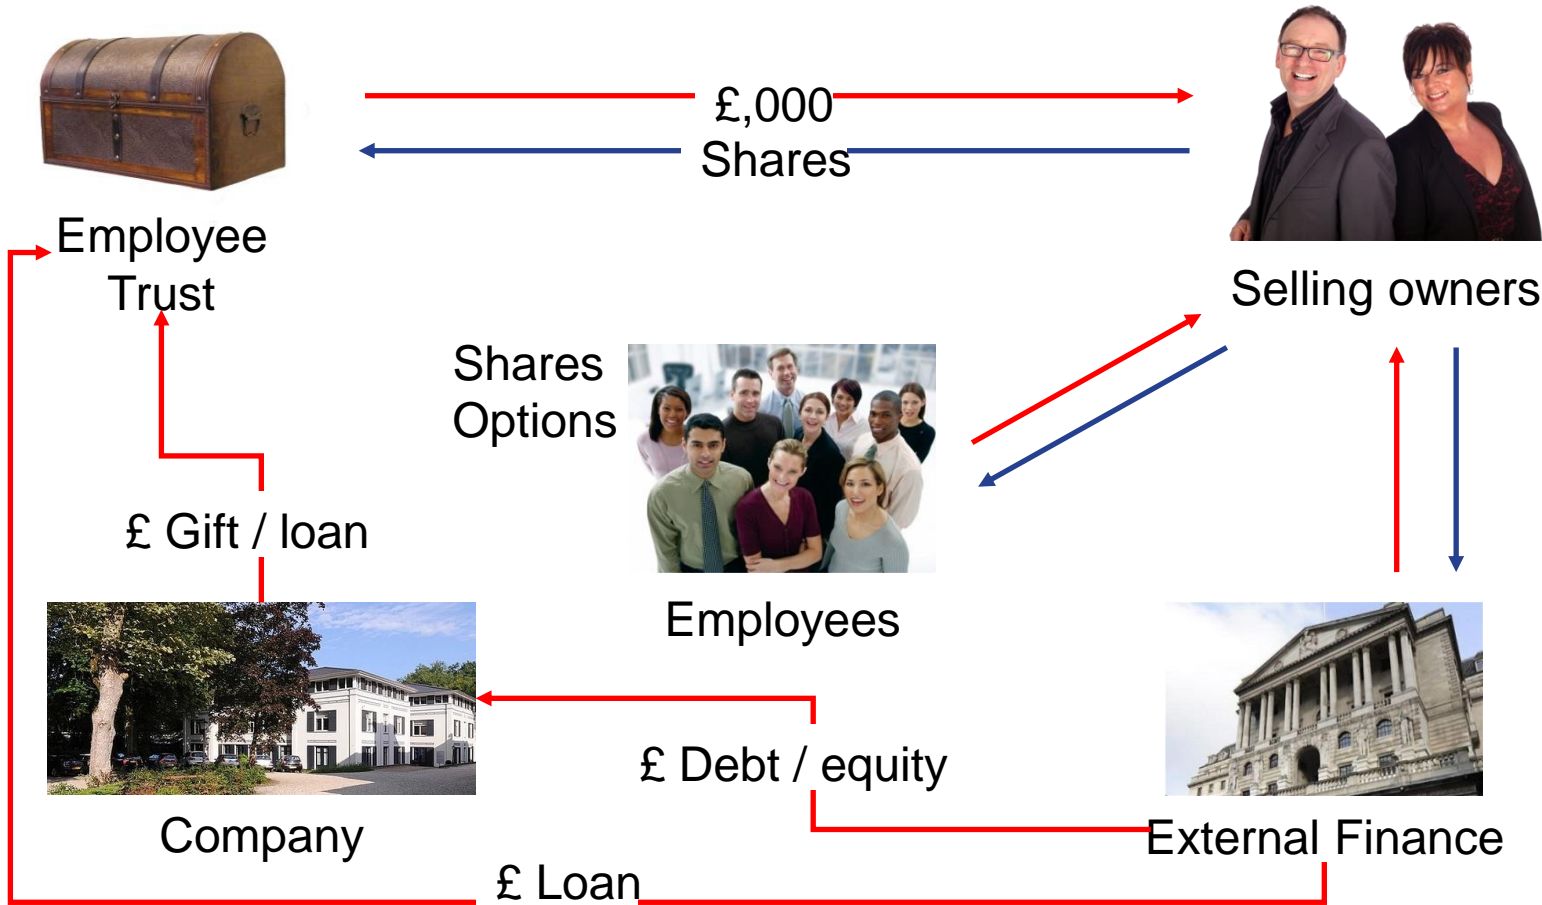 £,000
Shares
Employee
Trust
Selling owners
Shares
Options
£ Gift / loan
Employees
£ Debt / equity
Company
External Finance
£ Loan